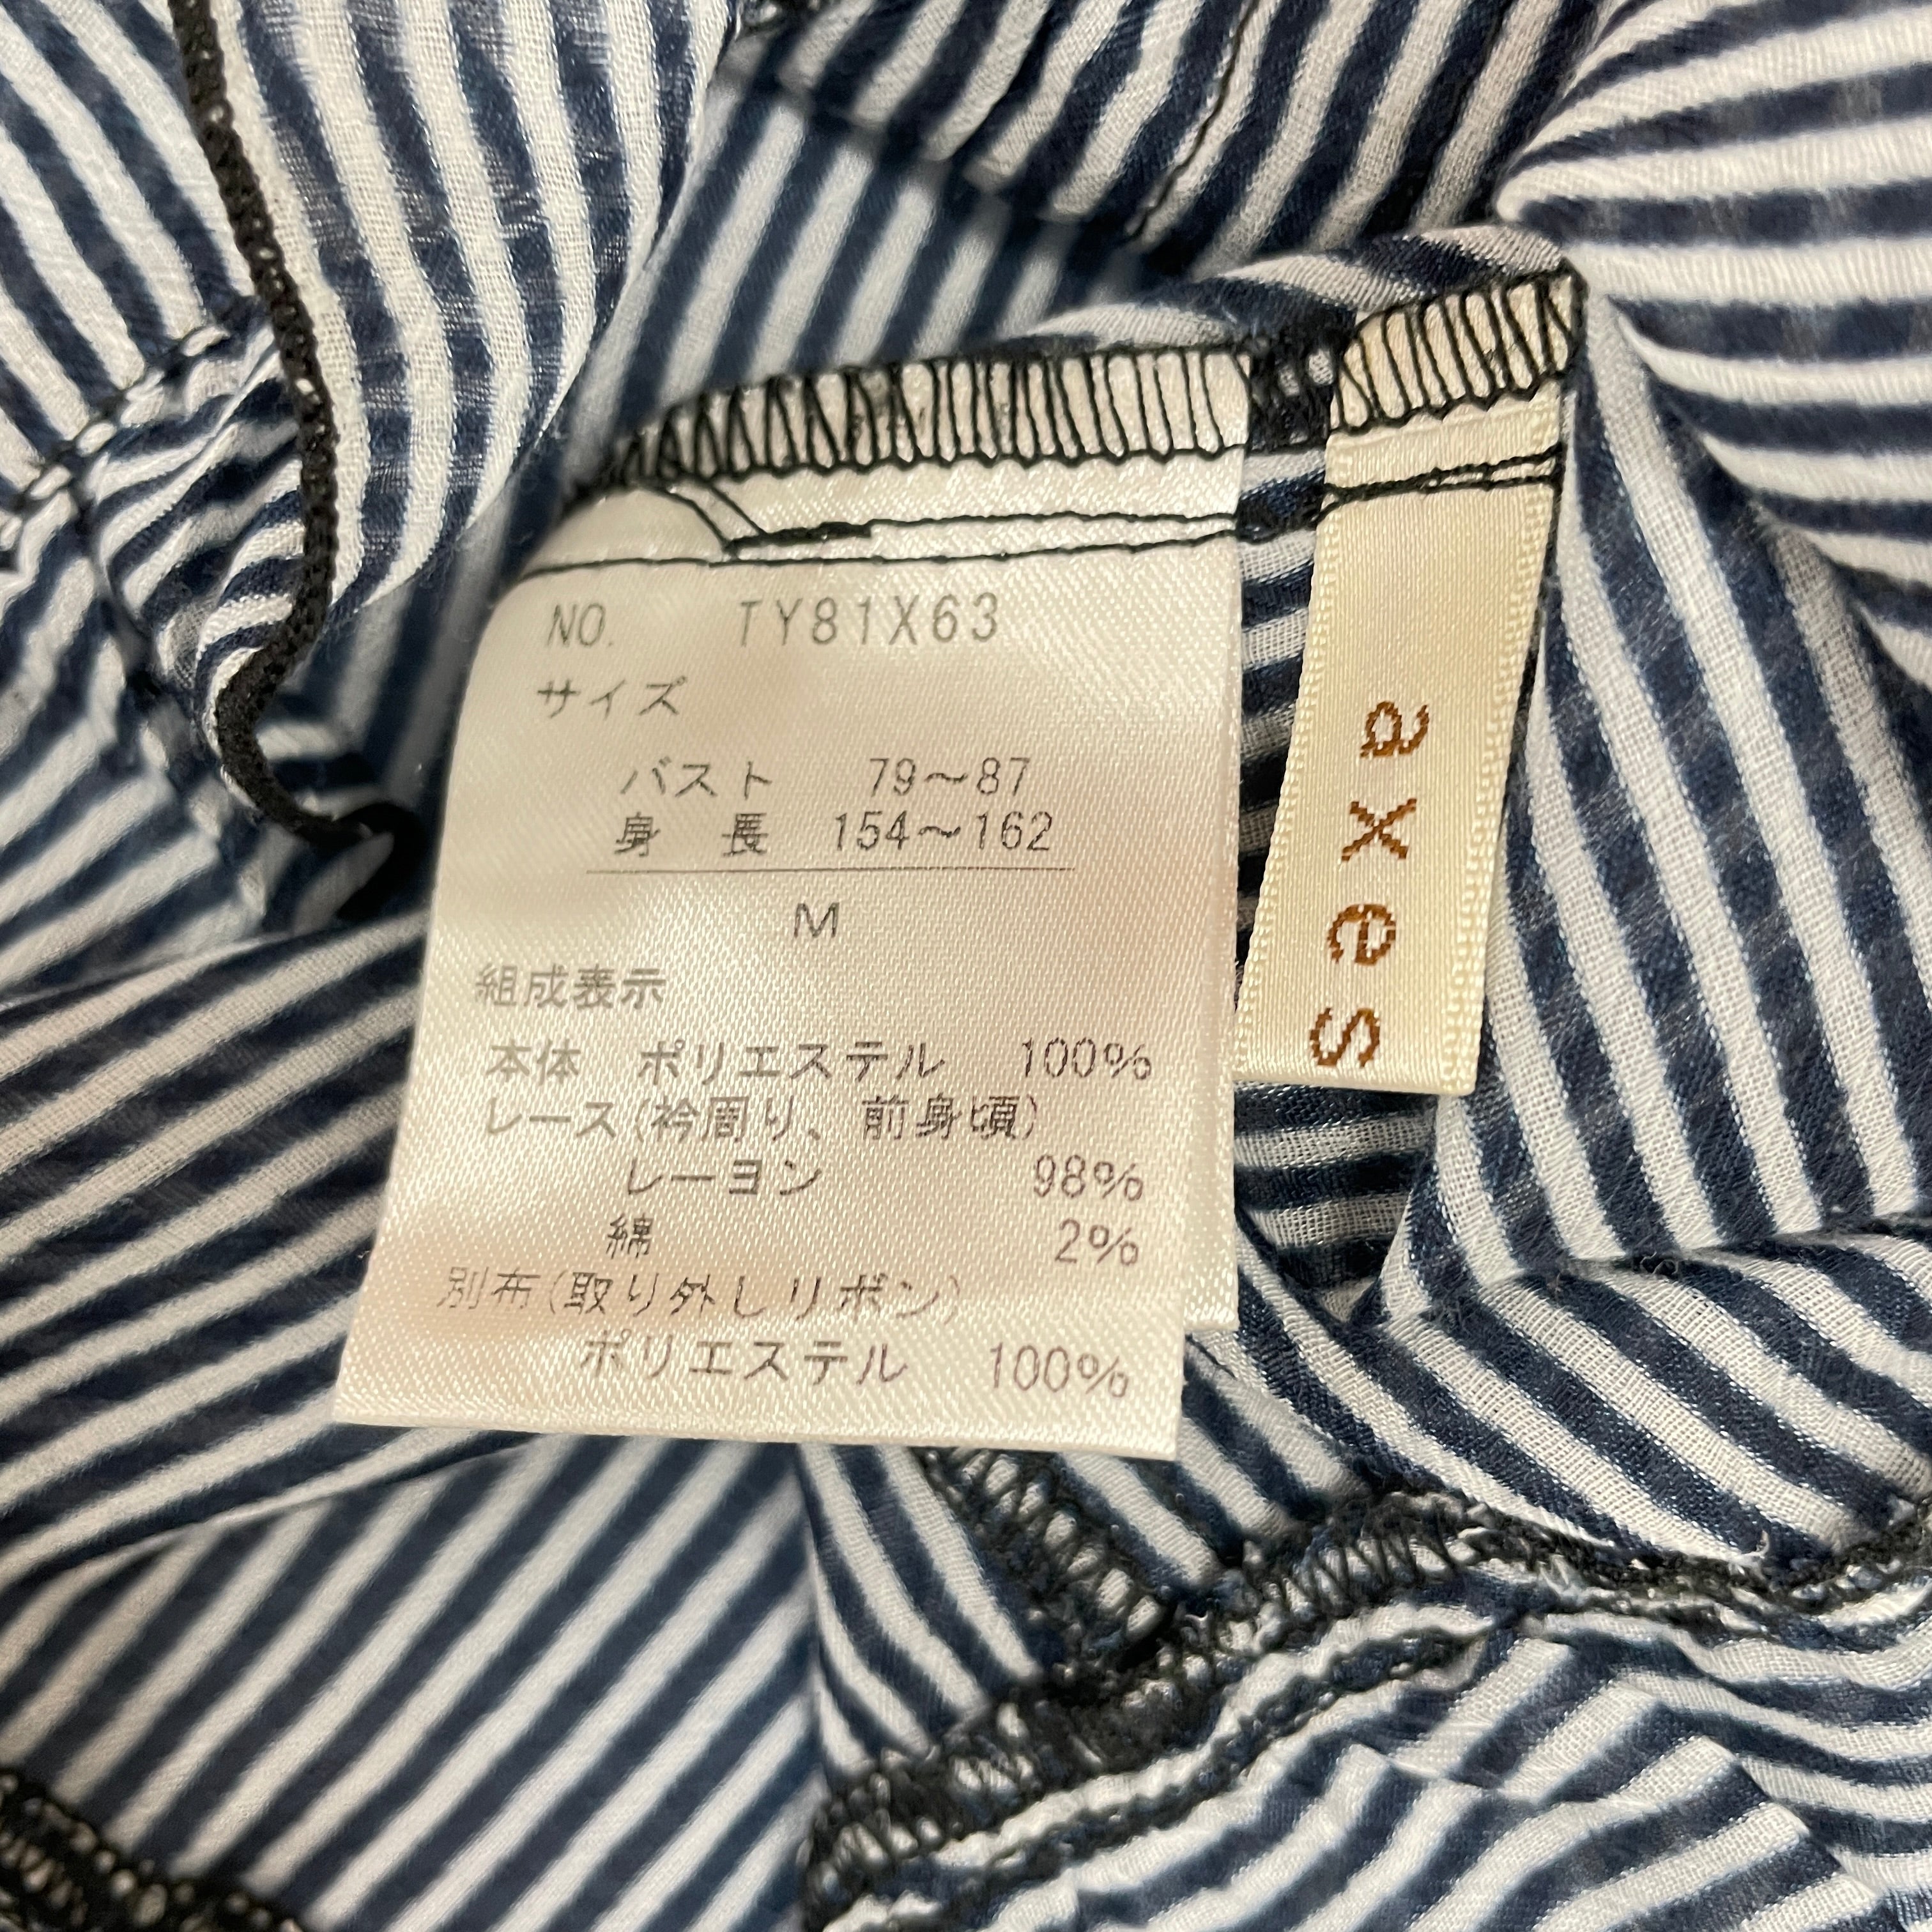 NO. TY81X63
サイズ
バスト 79～87
身 長 154～162
M
組成表示
本体 ポリエステル 100%
レース(衿周り、前身頃)
レーヨン 98%
綿 2%
別布(取り外しリボン)
ポリエステル 100%
axes